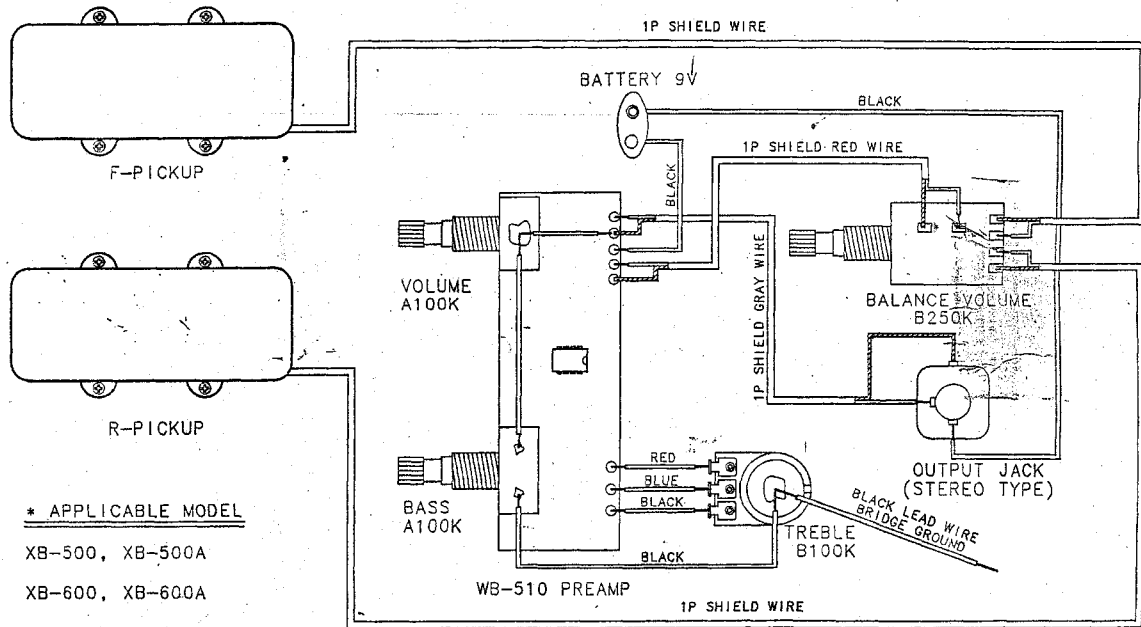 1P SHIELD WIRE
BATTERY 9V
BLACK
F-PICKUP
1P SHIELD RED WIRE
BLACK
VOLUME
A100K
1P SHIELD GRAY WIRE
BALANCE VOLUME
B250K
R-PICKUP
RED
BLUE
BLACK
BASS
A100K
OUTPUT JACK
(STEREO TYPE)
BLACK LEAD WIRE
BRIDGE GROUND
TREBLE
B100K
BLACK
WB-510 PREAMP
* APPLICABLE MODEL
XB-500, XB-500A
XB-600, XB-600A
1P SHIELD WIRE